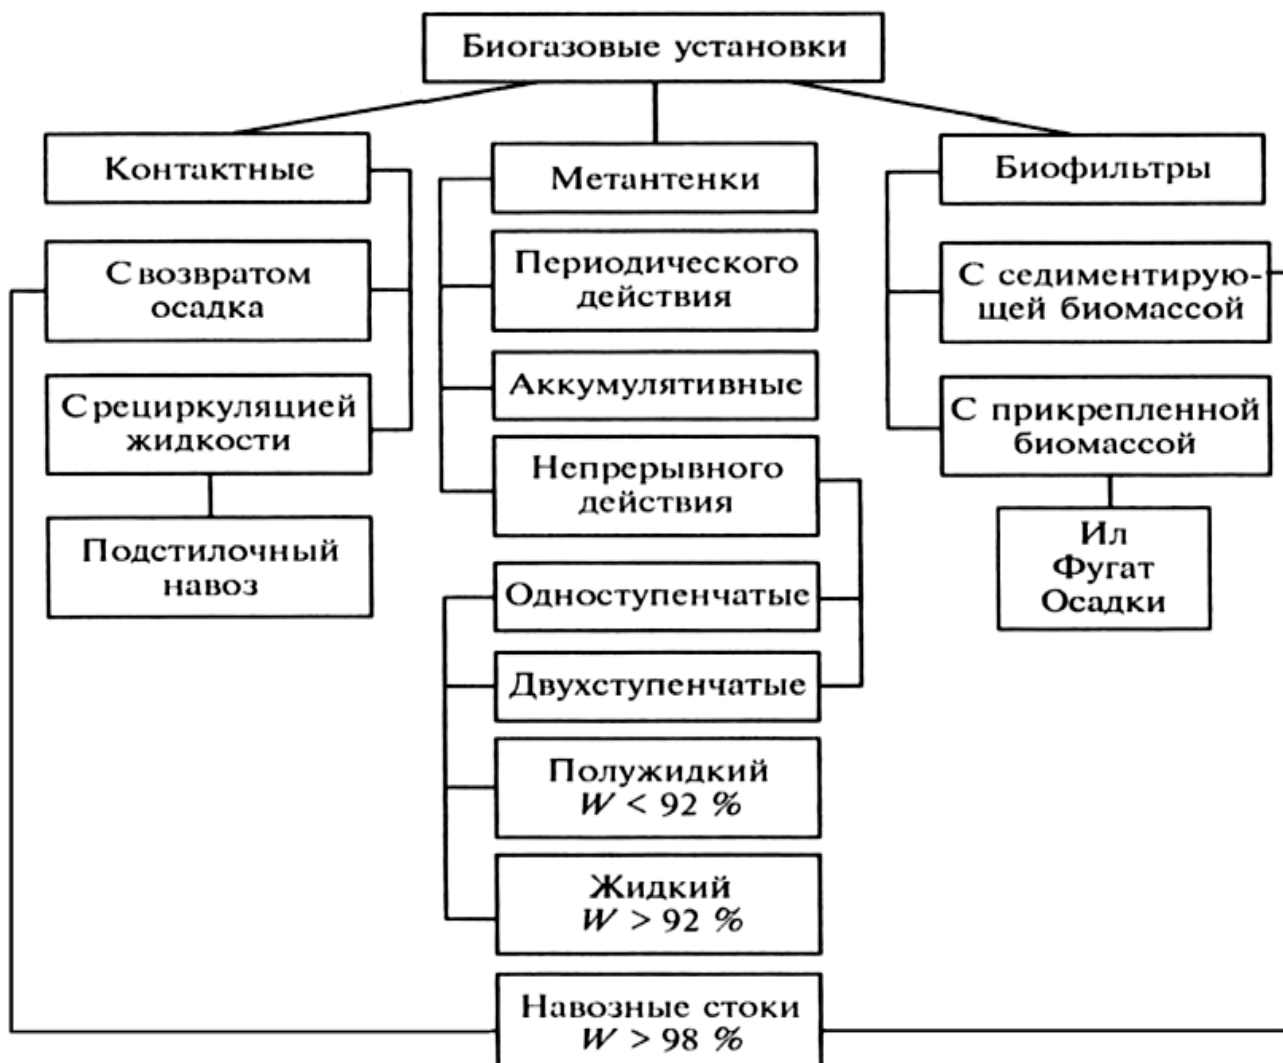 Биогазовые установки
Контактные
С возвратом
осадка
С рециркуляцией
жидкости
Подстилочный
навоз
Метантенки
Периодического
действия
Аккумулятивные
Непрерывного
действия
Одноступенчатые
Двухступенчатые
Полужидкий
W < 92 %
Жидкий
W > 92 %
Навозные стоки
W > 98 %
Биофильтры
С седиментирую-
щей биомассой
С прикрепленной
биомассой
Ил
Фугат
Осадки